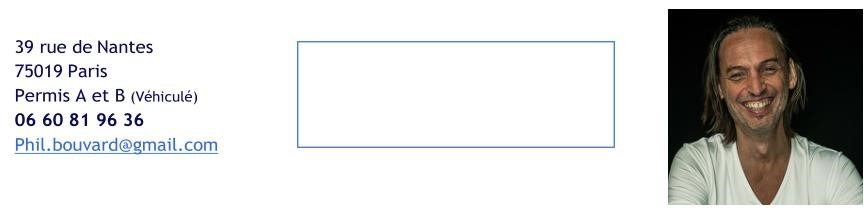 39 rue de Nantes
75019 Paris
Permis A et B (Véhiculé)
06 60 81 96 36
Phil.bouvard@gmail.com